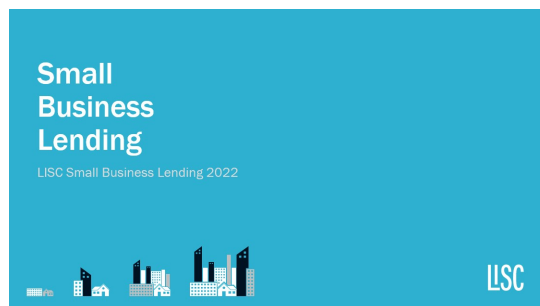 Small
Business
Lending
LISC Small Business Lending 2022
LISC